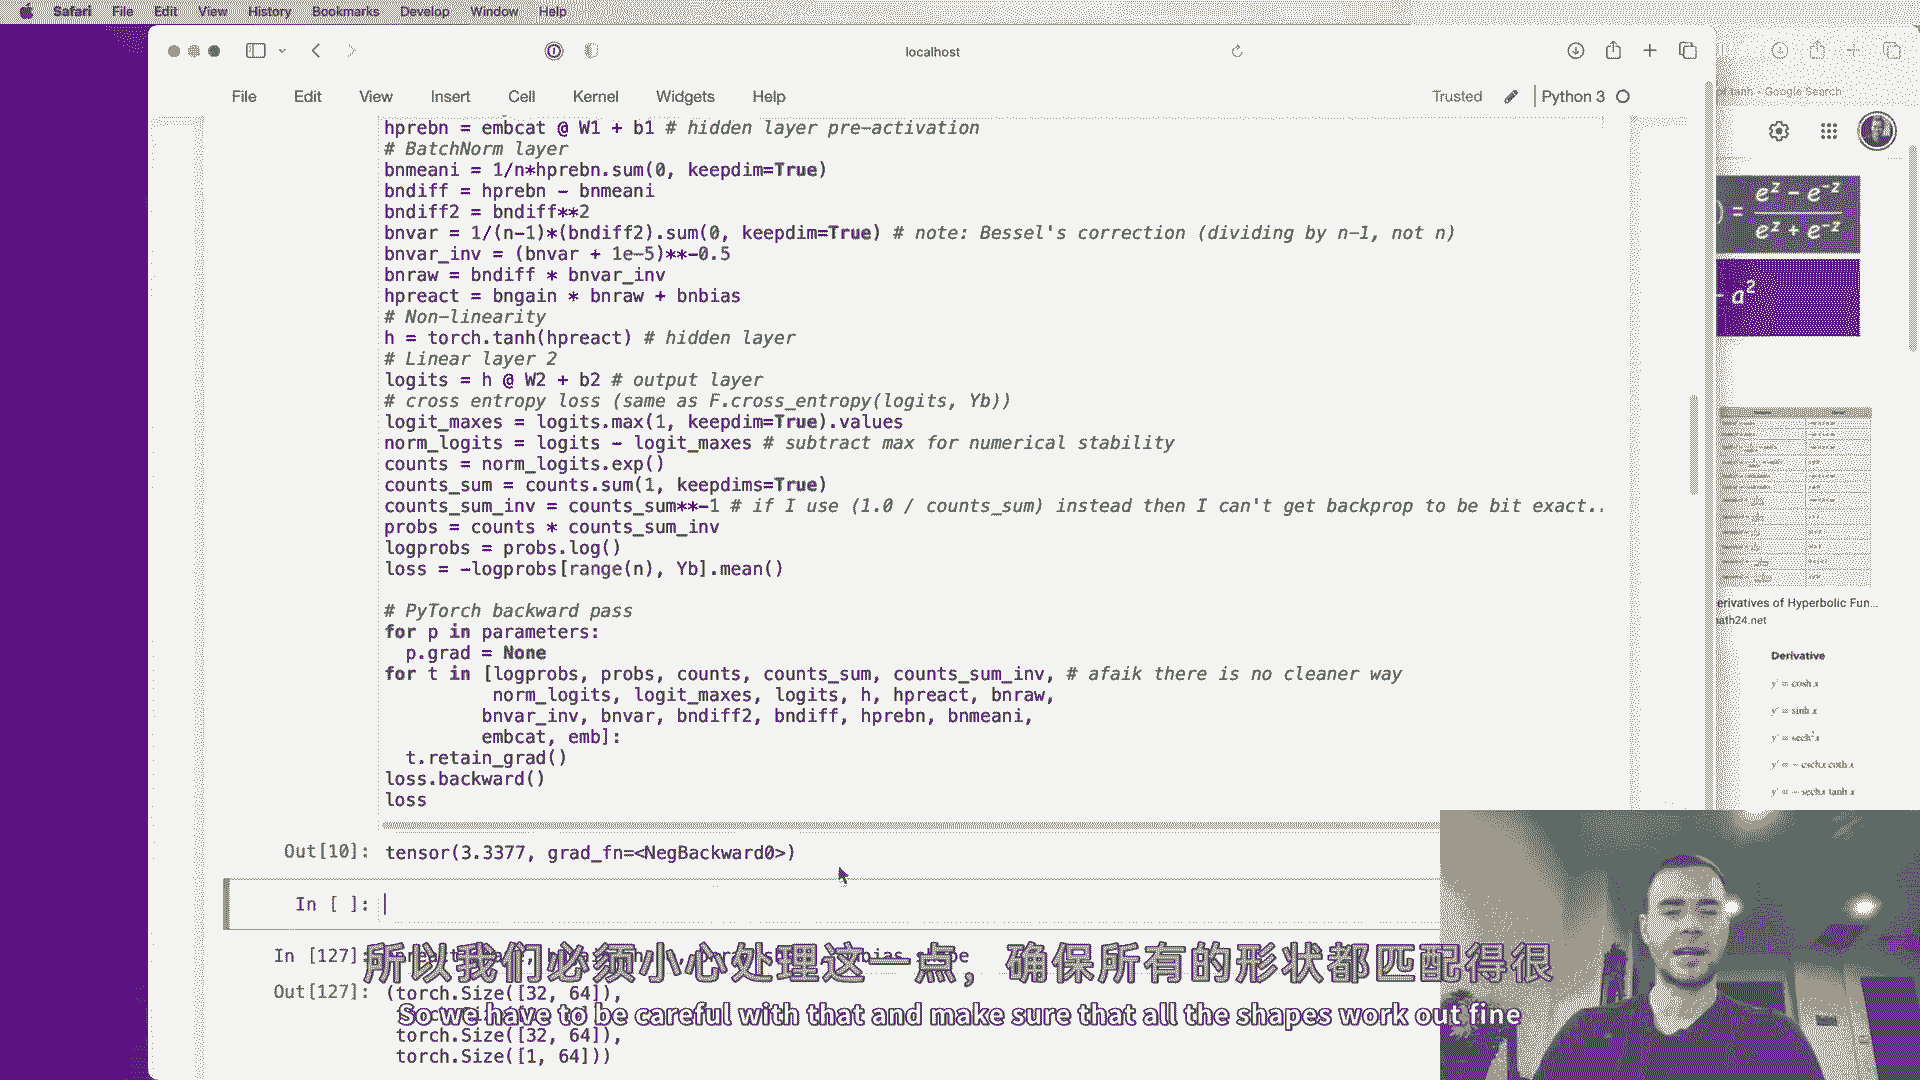 Safari File Edit View History Bookmarks Develop Window Help
localhost
File Edit View Insert Cell Kernel Widgets Help
Trusted Python 3
hprebn = embcat @ W1 + b1 # hidden layer pre-activation
# BatchNorm layer
bnmeani = 1/n*hprebn.sum(0, keepdim=True)
bndiff = hprebn - bnmeani
bndiff2 = bndiff**2
bnvar = 1/(n-1)*(bndiff2).sum(0, keepdim=True) # note: Bessel's correction (dividing by n-1, not n)
bnvar_inv = (bnvar + 1e-5)**-0.5
bnraw = bndiff * bnvar_inv
hpreact = bngain * bnraw + bnbias
# Non-linearity
h = torch.tanh(hpreact) # hidden layer
# Linear layer 2
logits = h @ W2 + b2 # output layer
# cross entropy loss (same as F.cross_entropy(logits, Yb))
logit_maxes = logits.max(1, keepdim=True).values
norm_logits = logits - logit_maxes # subtract max for numerical stability
counts = norm_logits.exp()
counts_sum = counts.sum(1, keepdims=True)
counts_sum_inv = counts_sum**-1 # if I use (1.0 / counts_sum) instead then I can't get backprop to be bit exact..
probs = counts * counts_sum_inv
logprobs = probs.log()
loss = -logprobs[range(n), Yb].mean()
# PyTorch backward pass
for p in parameters:
p.grad = None
for t in [logprobs, probs, counts, counts_sum, counts_sum_inv, # afaik there is no cleaner way
norm_logits, logit_maxes, logits, h, hpreact, bnraw,
bnvar_inv, bnvar, bndiff2, bndiff, hprebn, bnmeani,
embcat, emb]:
t.retain_grad()
loss.backward()
loss
Out[10]: tensor(3.3377, grad_fn=<NegBackward0>)
In [ ]:
In [127]:
所以我们必须小心处理这一点，确保所有的形状都匹配得很
Out[127]: (torch.Size([32, 64]),
So we have to be careful with that and make sure that all the shapes work out fine
torch.Size([32, 64]),
torch.Size([1, 64]))
of tanh - Google Search
) = e^z − e^-z / e^z + e^-z
- a²
erivatives of Hyperbolic Fun...
ath24.net
Derivative
y′ = cosh x
y′ = sinh x
y′ = sech² x
y′ = − csch x coth x
y′ = − sech x tanh x